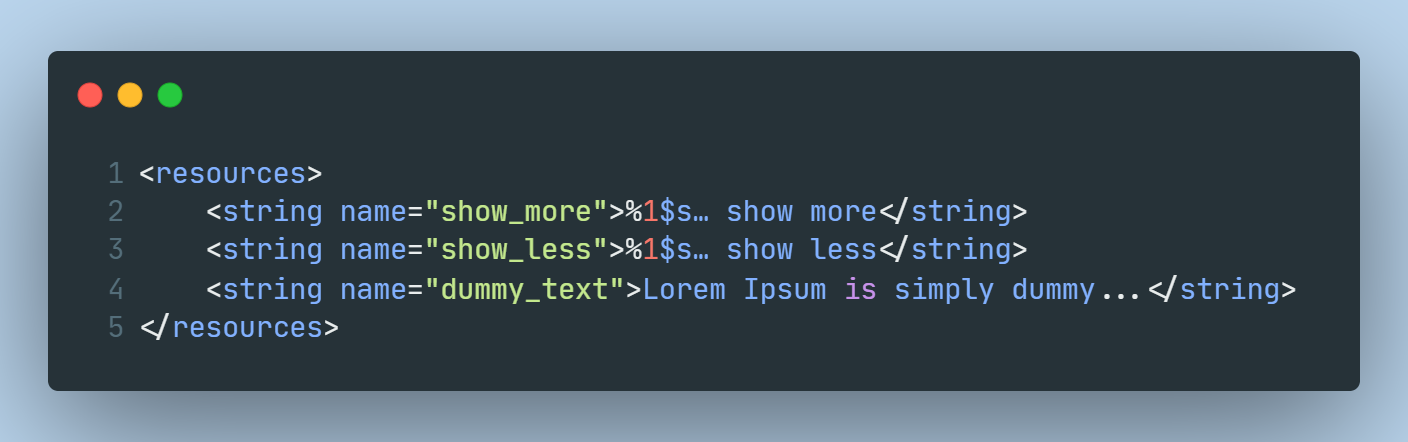 1 <resources>
2     <string name="show_more">%1$s… show more</string>
3     <string name="show_less">%1$s… show less</string>
4     <string name="dummy_text">Lorem Ipsum is simply dummy...</string>
5 </resources>